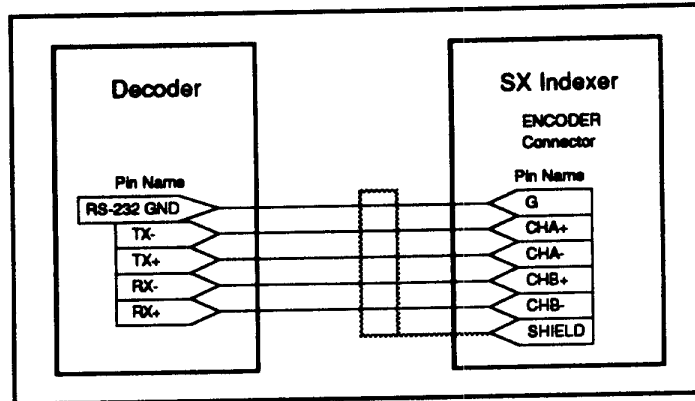 Decoder
Pin Name
RS-232 GND
TX-
TX+
RX-
RX+
SX Indexer
ENCODER
Connector
Pin Name
G
CHA+
CHA-
CHB+
CHB-
SHIELD